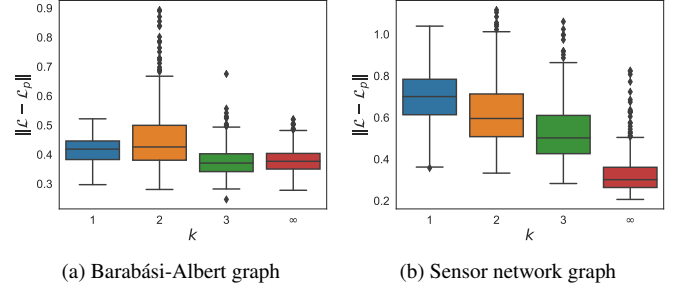 0.9
0.8
0.7
0.6
0.5
0.4
0.3
‖ℒ − ℒₚ‖
1 2 3 ∞
k
(a) Barabási-Albert graph
1.0
0.8
0.6
0.4
0.2
‖ℒ − ℒₚ‖
1 2 3 ∞
k
(b) Sensor network graph